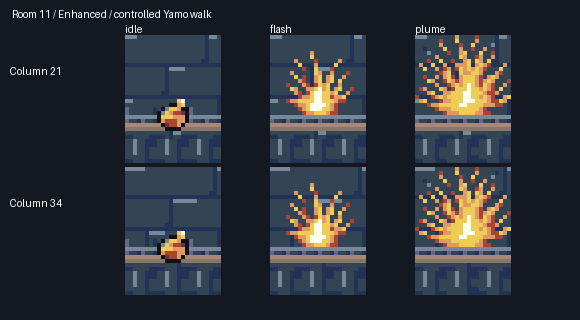 Room 11 / Enhanced / controlled Yamo walk
idle flash plume
Column 21
Column 34